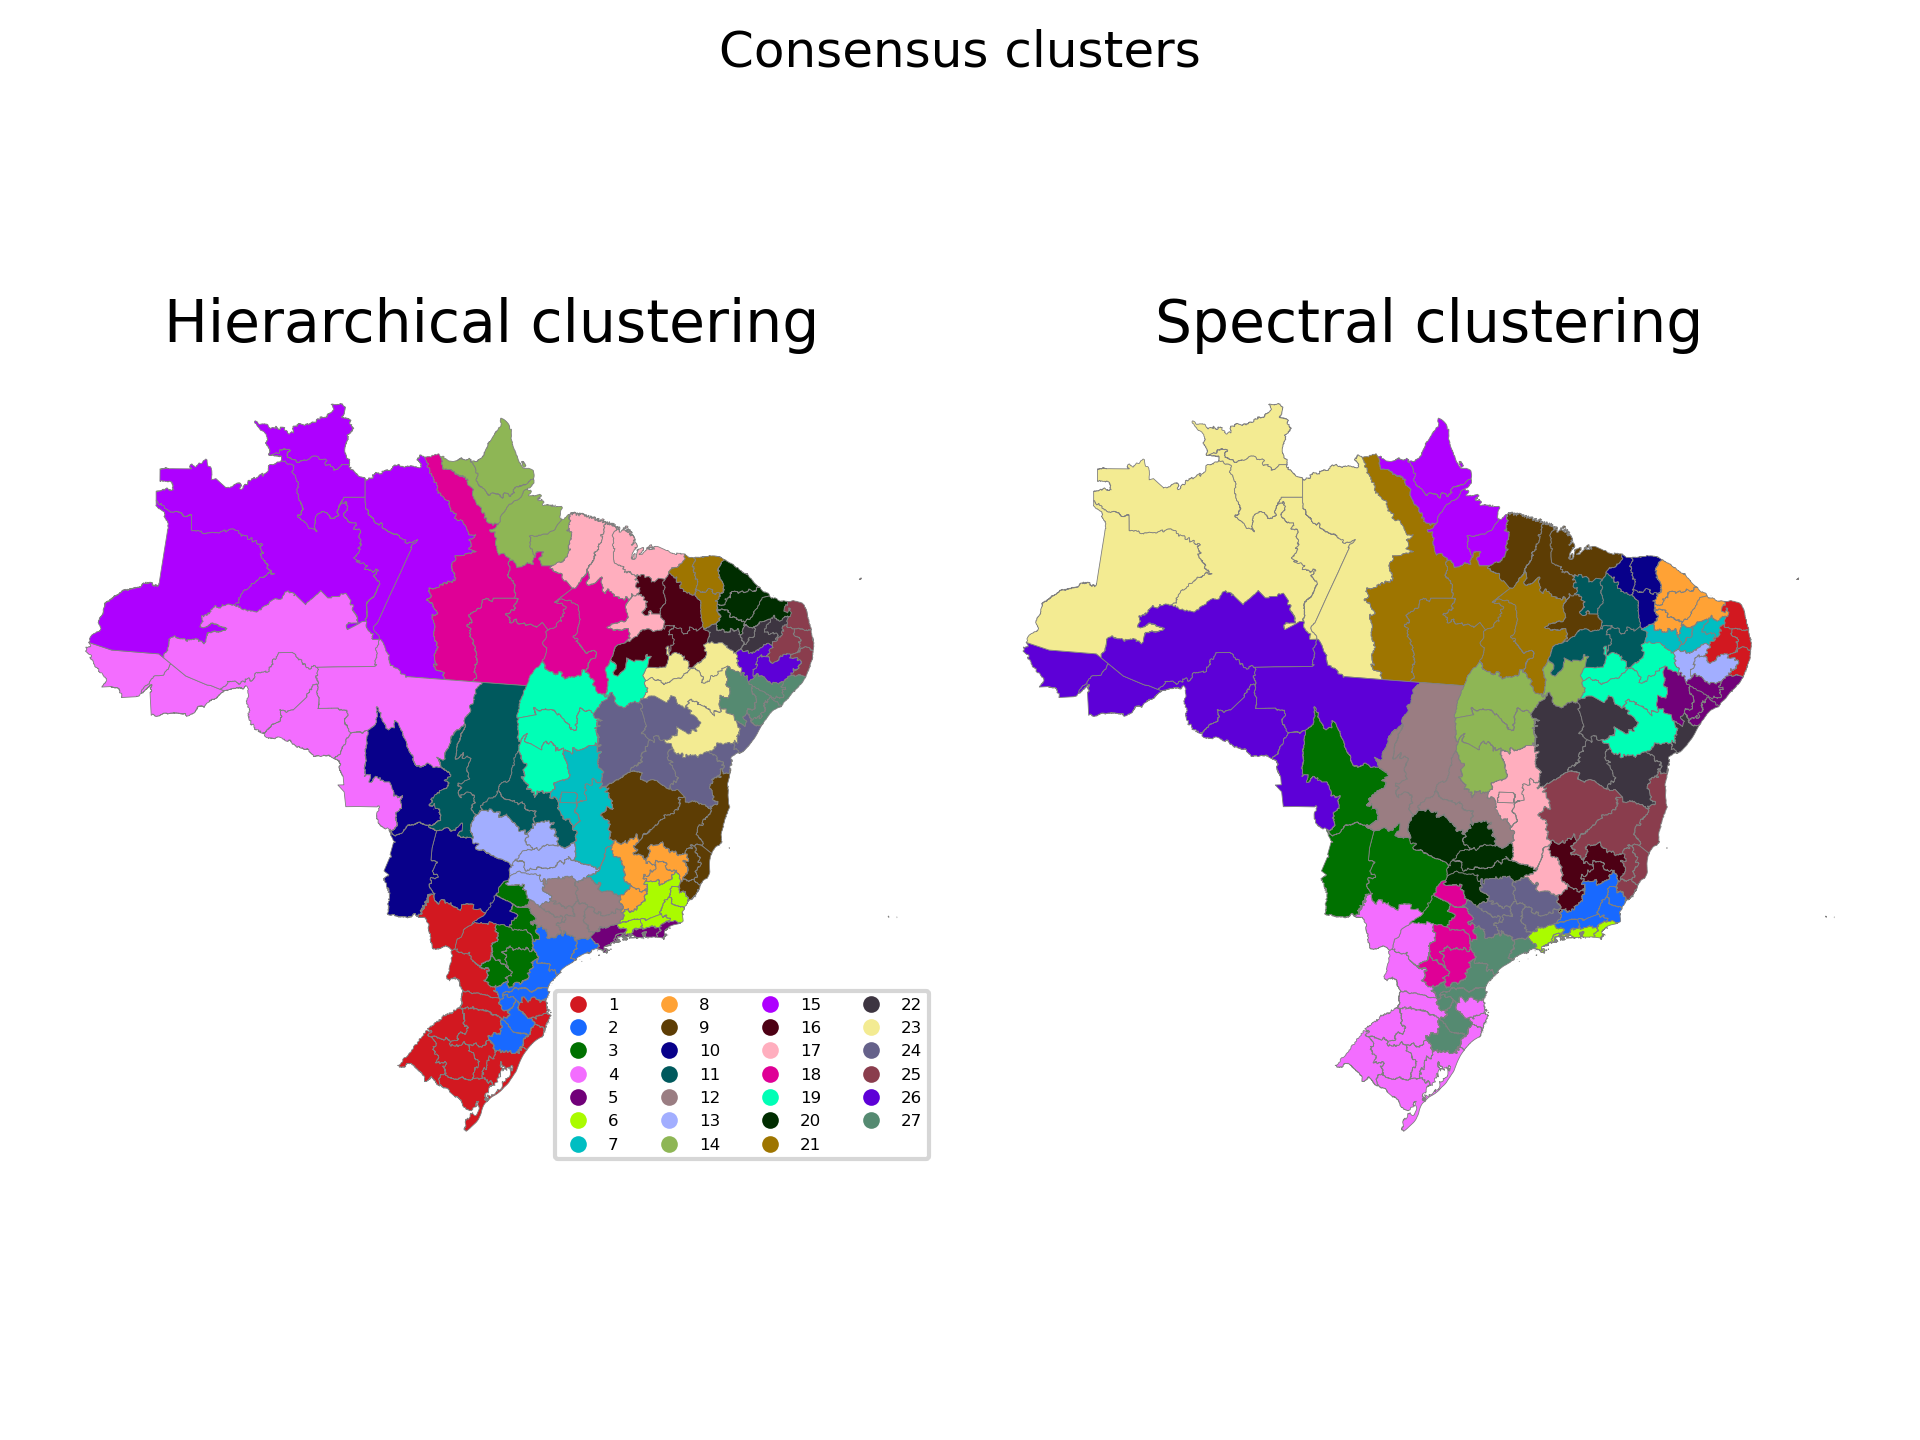 Consensus clusters
Hierarchical clustering
Spectral clustering
1 8 15 22
2 9 16 23
3 10 17 24
4 11 18 25
5 12 19 26
6 13 20 27
7 14 21